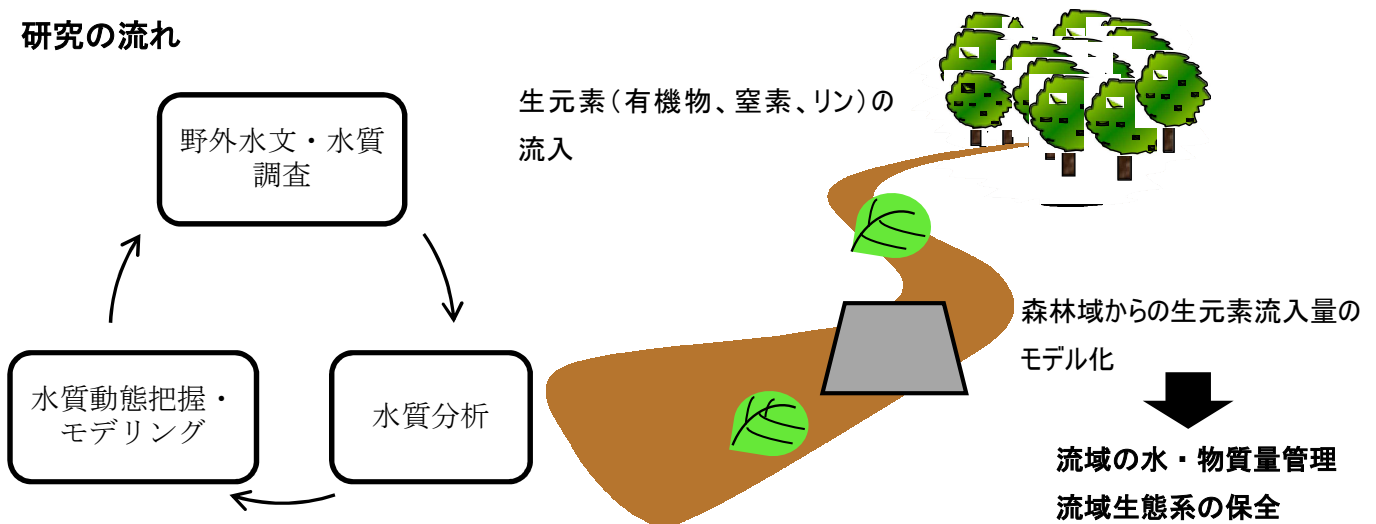 研究の流れ
野外水文・水質
調査
水質動態把握・
モデリング
水質分析
生元素（有機物、窒素、リン）の
流入
森林域からの生元素流入量の
モデル化
流域の水・物質量管理
流域生態系の保全